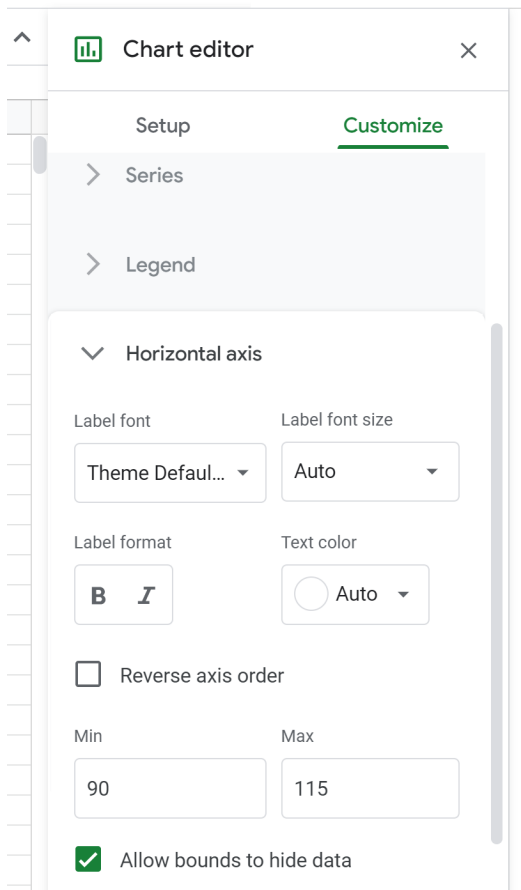 Chart editor
Setup Customize
Series
Legend
Horizontal axis
Label font Label font size
Theme Defaul... Auto
Label format Text color
B I Auto
Reverse axis order
Min Max
90 115
Allow bounds to hide data